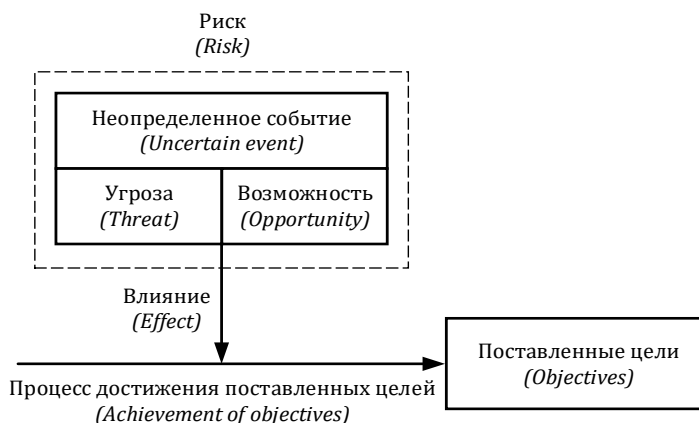 Риск
(Risk)
Неопределенное событие
(Uncertain event)
Угроза
(Threat)
Возможность
(Opportunity)
Влияние
(Effect)
Поставленные цели
(Objectives)
Процесс достижения поставленных целей
(Achievement of objectives)